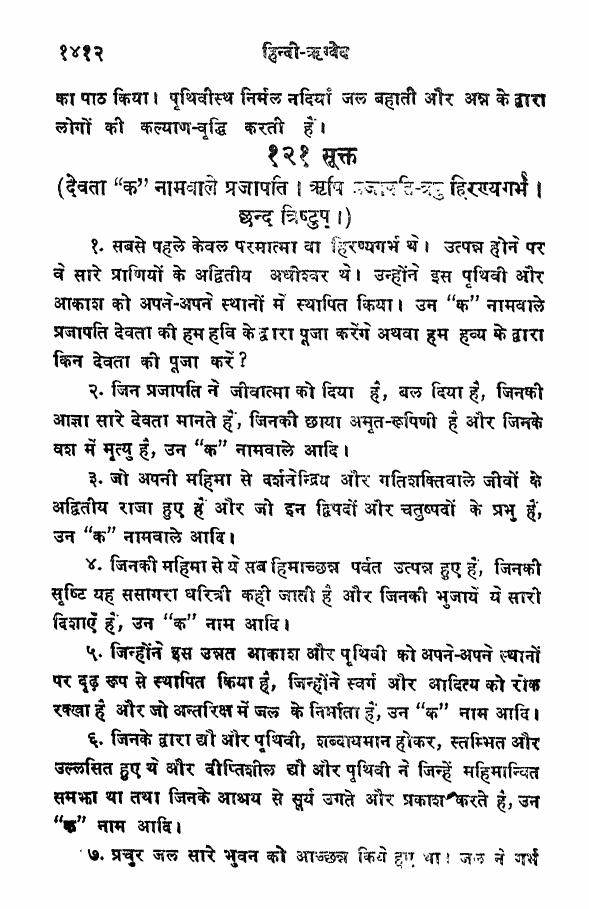 १४१२ हिन्दी-ऋग्वेद
का पाठ किया। पृथिवीस्थ निर्मल नदियाँ जल बहाती और अन्न के द्वारा
लोगों की कल्याण-वृद्धि करती हैं।
१२१ सूक्त
(देवता “क” नामवाले प्रजापति। ऋषि हिरण्यगर्भ।
छन्द त्रिष्टुप्।)
१. सबसे पहले केवल परमात्मा वा हिरण्यगर्भ थे। उत्पन्न होने पर
वे सारे प्राणियों के अद्वितीय अधीश्वर थे। उन्होंने इस पृथिवी और
आकाश को अपने-अपने स्थानों में स्थापित किया। उन “क” नामवाले
प्रजापति देवता की हम हवि के द्वारा पूजा करेंगे अथवा हम हव्य के द्वारा
किन देवता की पूजा करें?
२. जिन प्रजापति ने जीवात्मा को दिया है, बल दिया है, जिनकी
आज्ञा सारे देवता मानते हैं, जिनकी छाया अमृत-रूपिणी है और जिनके
वश में मृत्यु है, उन “क” नामवाले आदि।
३. जो अपनी महिमा से दर्शनेन्द्रिय और गतिशक्तिवाले जीवों के
अद्वितीय राजा हुए हैं और जो इन द्विपदों और चतुष्पदों के प्रभु हैं,
उन “क” नामवाले आदि।
४. जिनकी महिमा से ये सब हिमाच्छन्न पर्वत उत्पन्न हुए हैं, जिनकी
सृष्टि यह ससागरा धरित्री कही जाती है और जिनकी भुजायें ये सारी
दिशाएँ हैं, उन “क” नाम आदि।
५. जिन्होंने इस उन्नत आकाश और पृथिवी को अपने-अपने स्थानों
पर दृढ़ रूप से स्थापित किया है, जिन्होंने स्वर्ग और आदित्य को रोक
रक्खा है और जो अन्तरिक्ष में जल के निर्माता हैं, उन “क” नाम आदि।
६. जिनके द्वारा द्यौ और पृथिवी, शब्दायमान होकर, स्तम्भित और
उल्लसित हुए थे और दीप्तिशील द्यौ और पृथिवी ने जिन्हें महिमान्वित
समझा था तथा जिनके आश्रय से सूर्य उगते और प्रकाश करते हैं, उन
“क” नाम आदि।
७. प्रचुर जल सारे भुवन को आच्छन्न किये हुए था। जल ने गर्भ